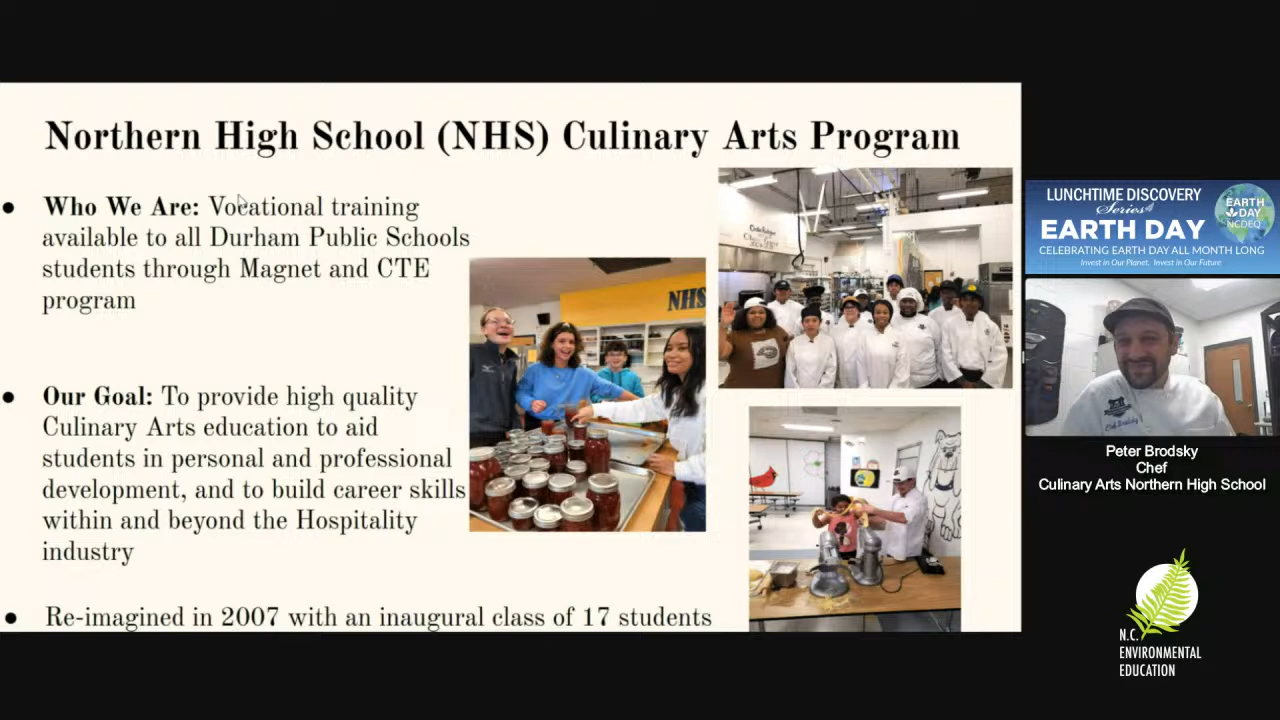 Northern High School (NHS) Culinary Arts Program
● Who We Are: Vocational training
available to all Durham Public Schools
students through Magnet and CTE
program
● Our Goal: To provide high quality
Culinary Arts education to aid
students in personal and professional
development, and to build career skills
within and beyond the Hospitality
industry
● Re-imagined in 2007 with an inaugural class of 17 students
NHS
LUNCHTIME DISCOVERY
Series
EARTH DAY
CELEBRATING EARTH DAY ALL MONTH LONG
Invest in Our Planet. Invest in Our Future
EARTH
DAY
NCDEQ
Peter Brodsky
Chef
Culinary Arts Northern High School
N.C.
ENVIRONMENTAL
EDUCATION